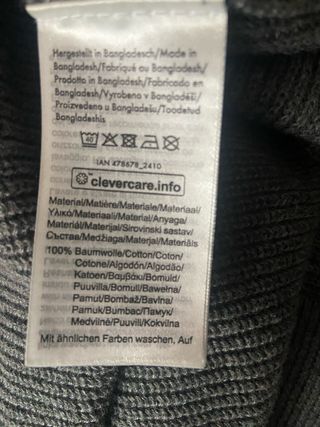 Hergestellt in Bangladesch/Made in
Bangladesh/Fabriqué au Bangladesh/
Prodotto in Bangladesh/Fabricado en
Bangladesh/Vyrobeno v Bangladéši/
Proizvedeno u Bangladešu/Toodetud
Bangladeshis
40
IAN 478678_2410
clevercare.info
Material/Matière/Materiale/Materiaal/
Υλικό/Materiaal/Material/Anyaga/
Materiál/Materijal/Sirovinski sastav/
Състав/Medžiaga/Materjal/Materiāls
100% Baumwolle/Cotton/Coton/
Cotone/Algodón/Algodão/
Katoen/Βαμβάκι/Bomuld/
Puuvilla/Bomull/Bawełna/
Pamut/Bombaž/Bavlna/
Pamuk/Bumbac/Памук/
Medvilnė/Puuvill/Kokvilna
Mit ähnlichen Farben waschen, Auf